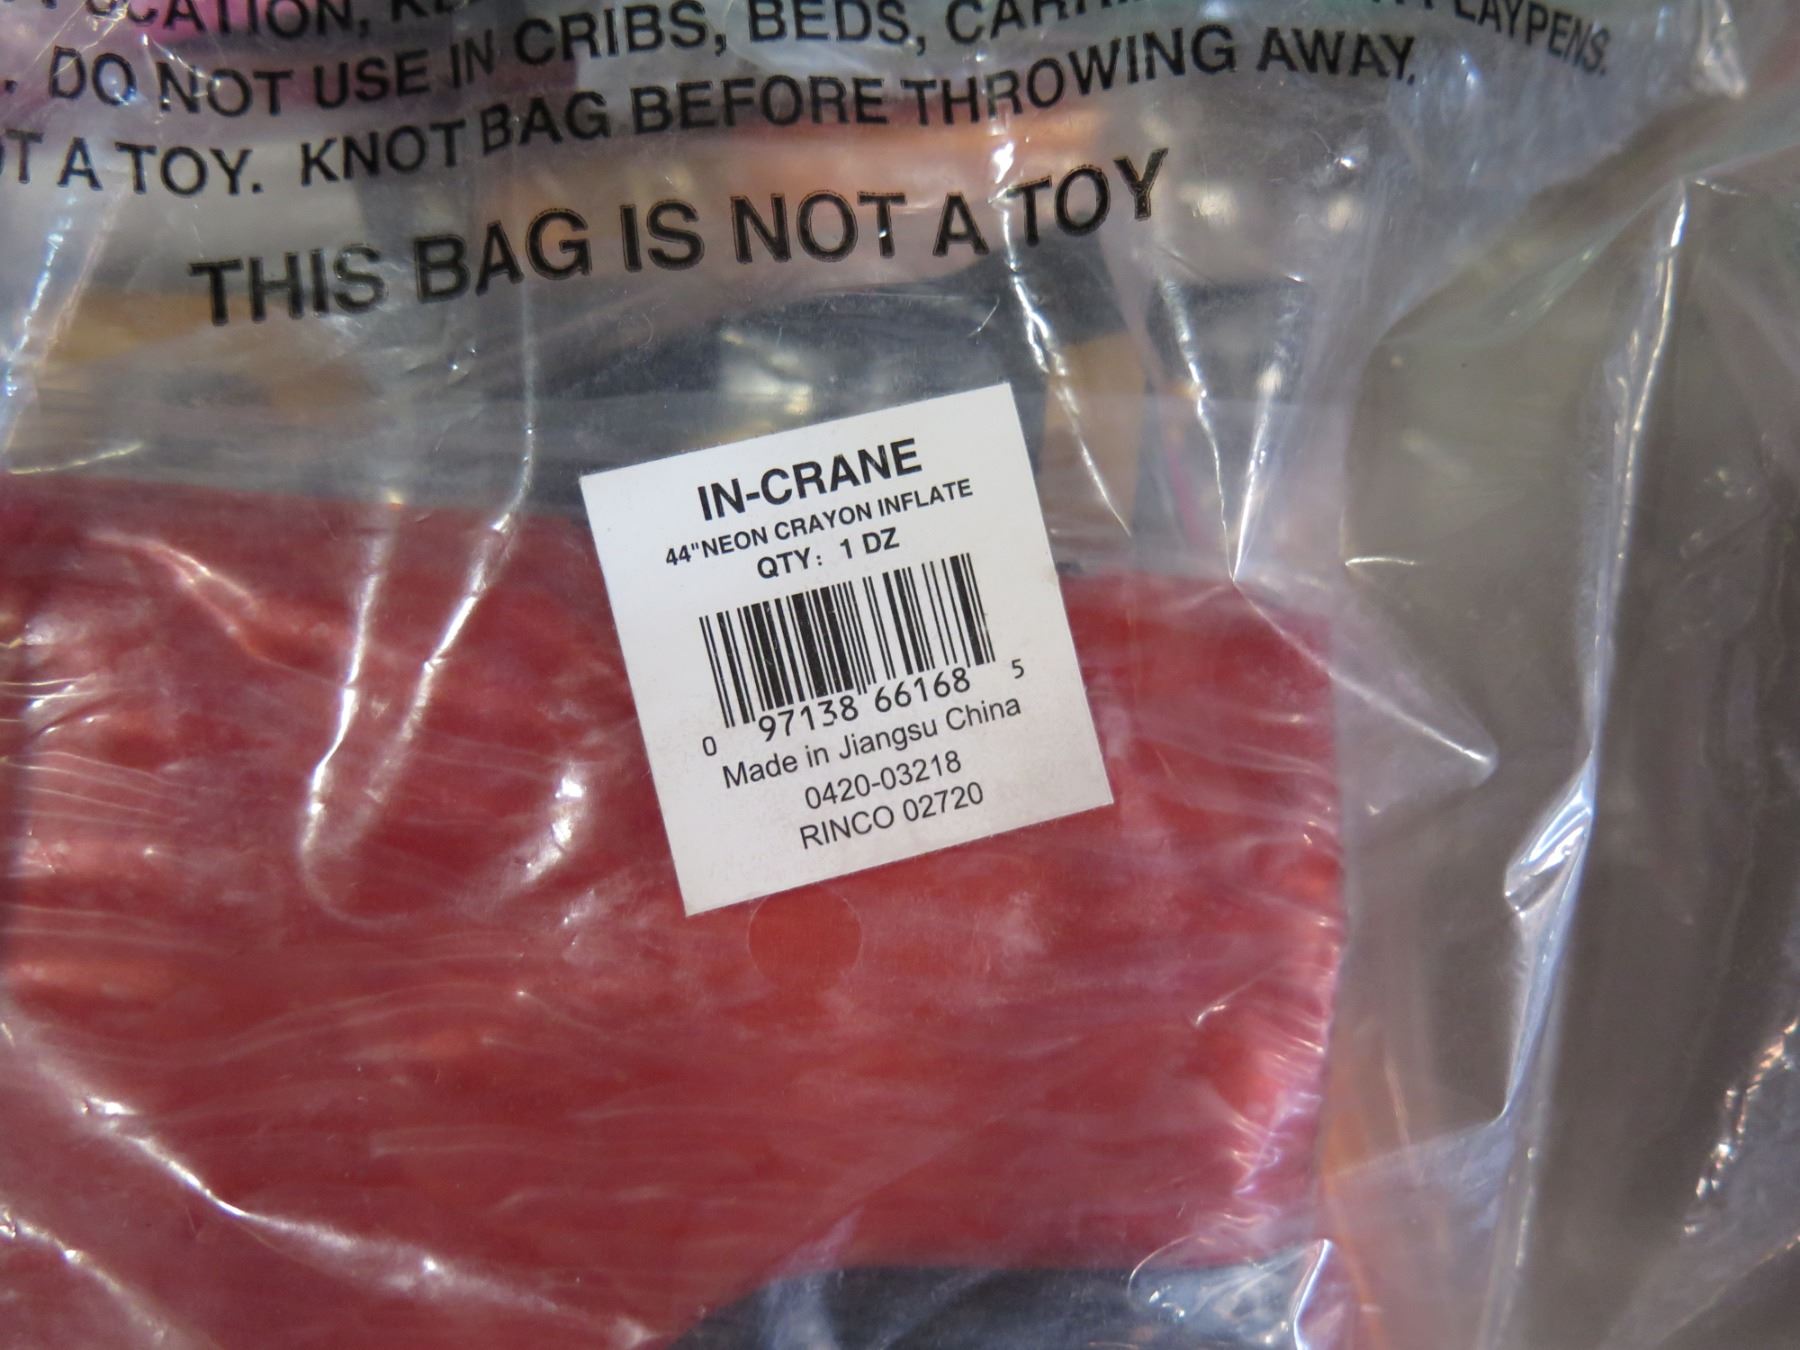 DO NOT USE IN CRIBS, BEDS,
A TOY. KNOT BAG BEFORE THROWING AWAY.
THIS BAG IS NOT A TOY
IN-CRANE
44"NEON CRAYON INFLATE
QTY: 1 DZ
0 97138 66168 5
Made in Jiangsu China
0420-03218
RINCO 02720